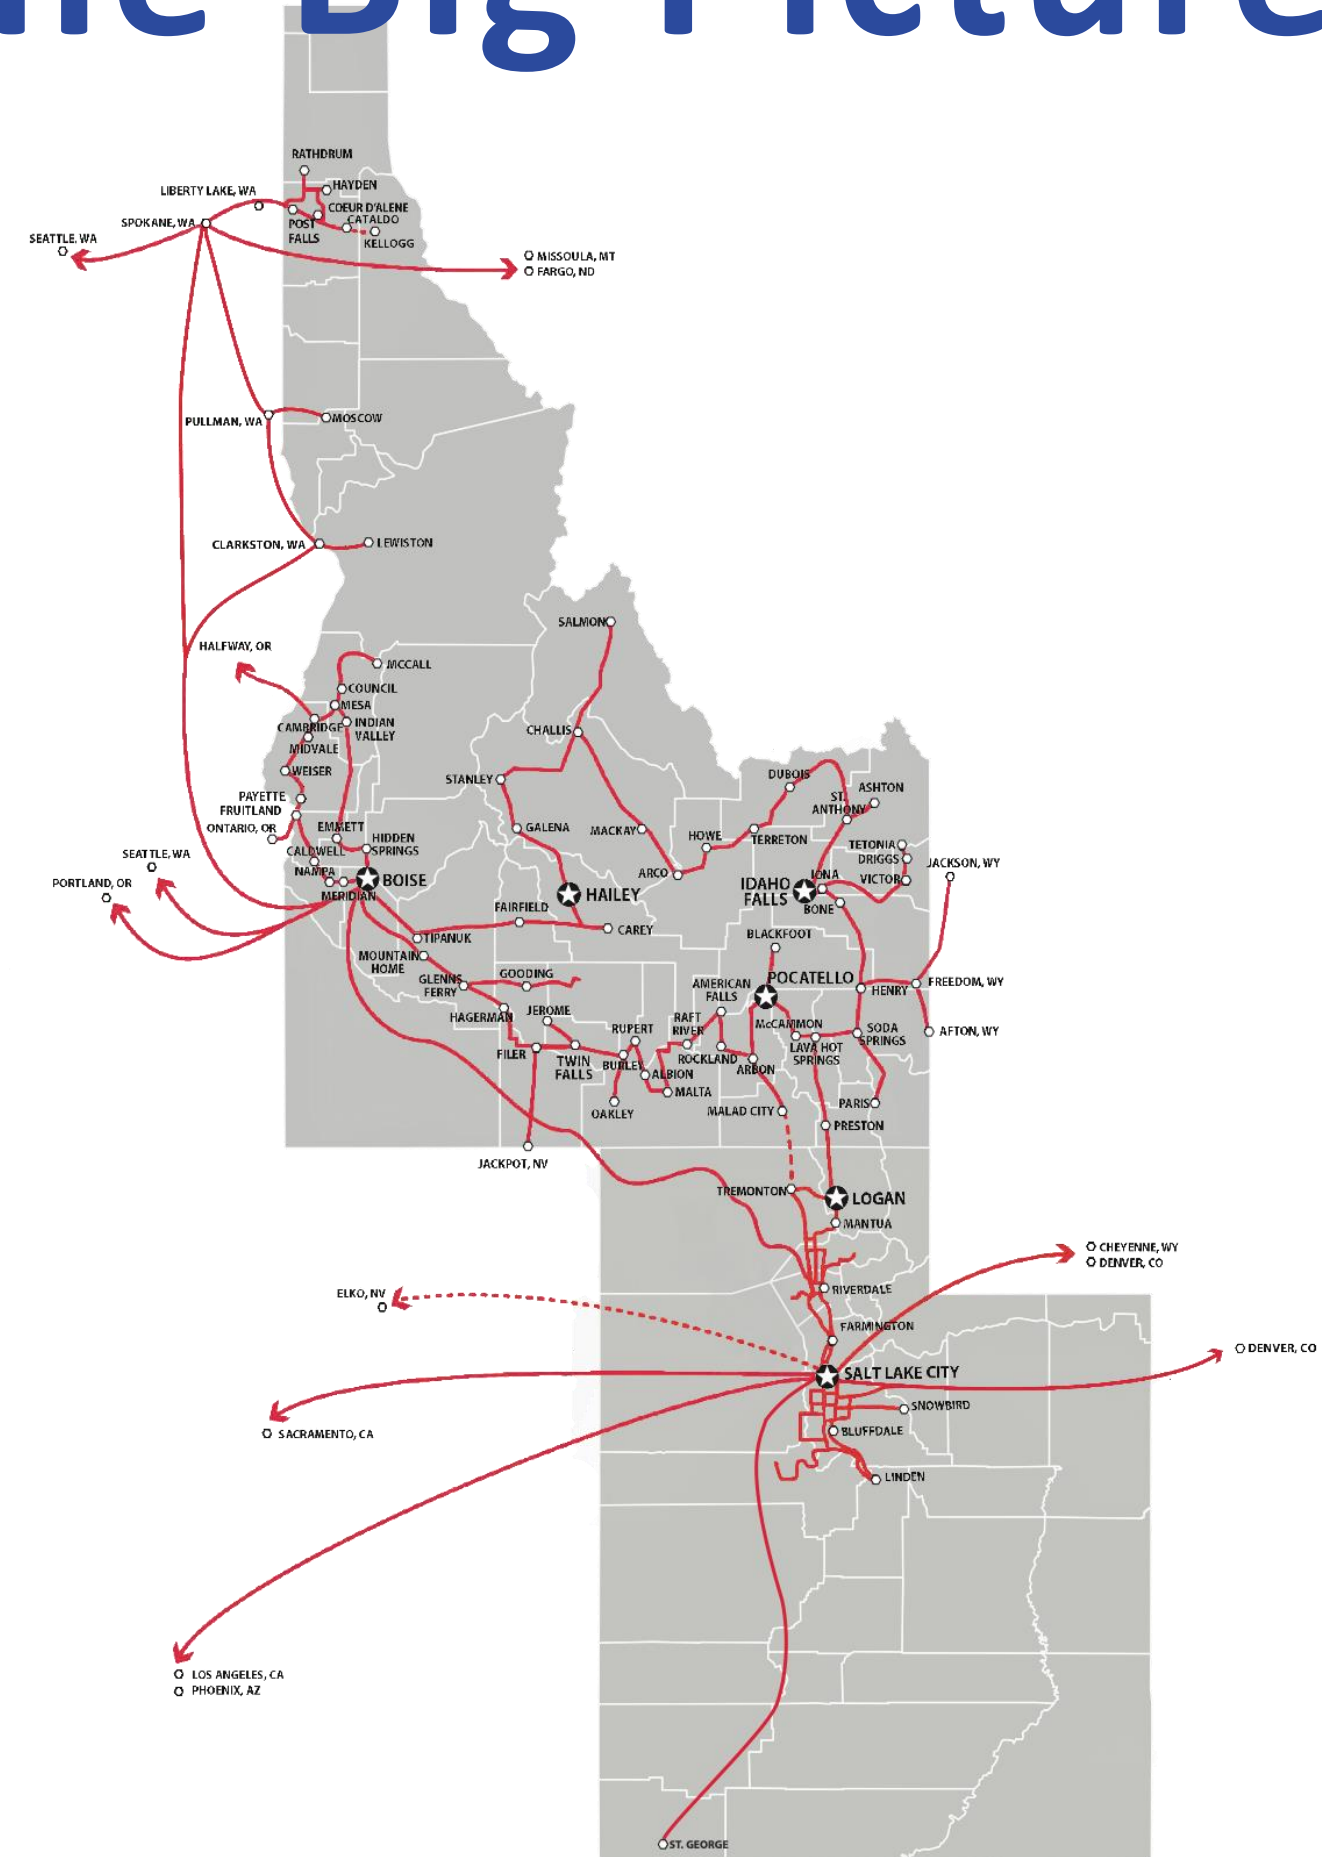 The Big Picture
RATHDRUM
HAYDEN
LIBERTY LAKE, WA
COEUR D'ALENE
CATALDO
SPOKANE, WA
POST
FALLS
KELLOGG
SEATTLE, WA
MISSOULA, MT
FARGO, ND
PULLMAN, WA
MOSCOW
CLARKSTON, WA
LEWISTON
SALMON
HALFWAY, OR
MCCALL
COUNCIL
MESA
CAMBRIDGE
INDIAN
VALLEY
CHALLIS
MIDVALE
WEISER
STANLEY
DUBOIS
ASHTON
PAYETTE
ST.
ANTHONY
FRUITLAND
ONTARIO, OR
EMMETT
GALENA
MACKAY
HOWE
TERRETON
HIDDEN
SPRINGS
TETONIA
CALDWELL
DRIGGS
SEATTLE, WA
JACKSON, WY
NAMPA
BOISE
ARCO
IONA
VICTOR
PORTLAND, OR
MERIDIAN
HAILEY
IDAHO
FALLS
BONE
FAIRFIELD
CAREY
TIPANUK
BLACKFOOT
MOUNTAIN
HOME
GLENNS
FERRY
GOODING
AMERICAN
FALLS
POCATELLO
HENRY
FREEDOM, WY
HAGERMAN
JEROME
RAFT
RIVER
McCAMMON
RUPERT
SODA
SPRINGS
AFTON, WY
FILER
TWIN
FALLS
BURLEY
ROCKLAND
LAVA HOT
SPRINGS
ARBON
ALBION
MALTA
OAKLEY
MALAD CITY
PARIS
PRESTON
JACKPOT, NV
TREMONTON
LOGAN
MANTUA
CHEYENNE, WY
DENVER, CO
ELKO, NV
RIVERDALE
FARMINGTON
DENVER, CO
SALT LAKE CITY
SNOWBIRD
SACRAMENTO, CA
BLUFFDALE
LINDEN
LOS ANGELES, CA
PHOENIX, AZ
ST. GEORGE